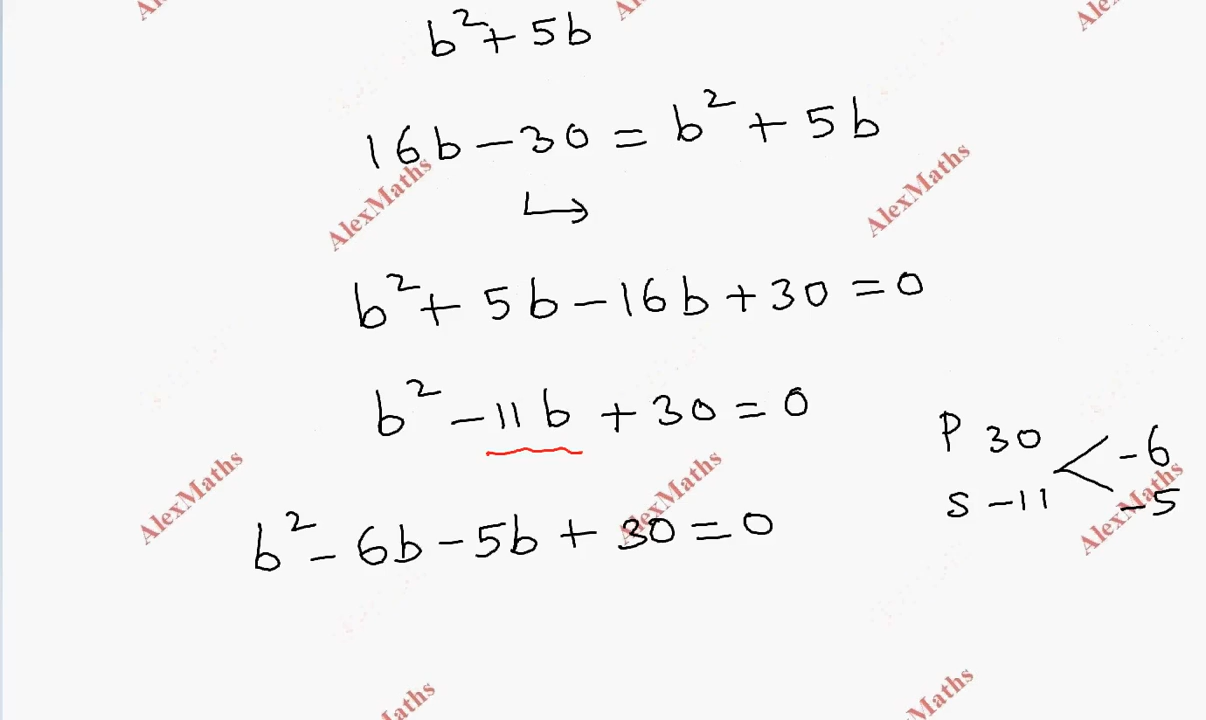 b² + 5b
16b - 30 = b² + 5b
b² + 5b - 16b + 30 = 0
b² - 11b + 30 = 0
P 30 < -6
S -11 -5
b² - 6b - 5b + 30 = 0
AlexMaths
AlexMaths
AlexMaths
AlexMaths
AlexMaths